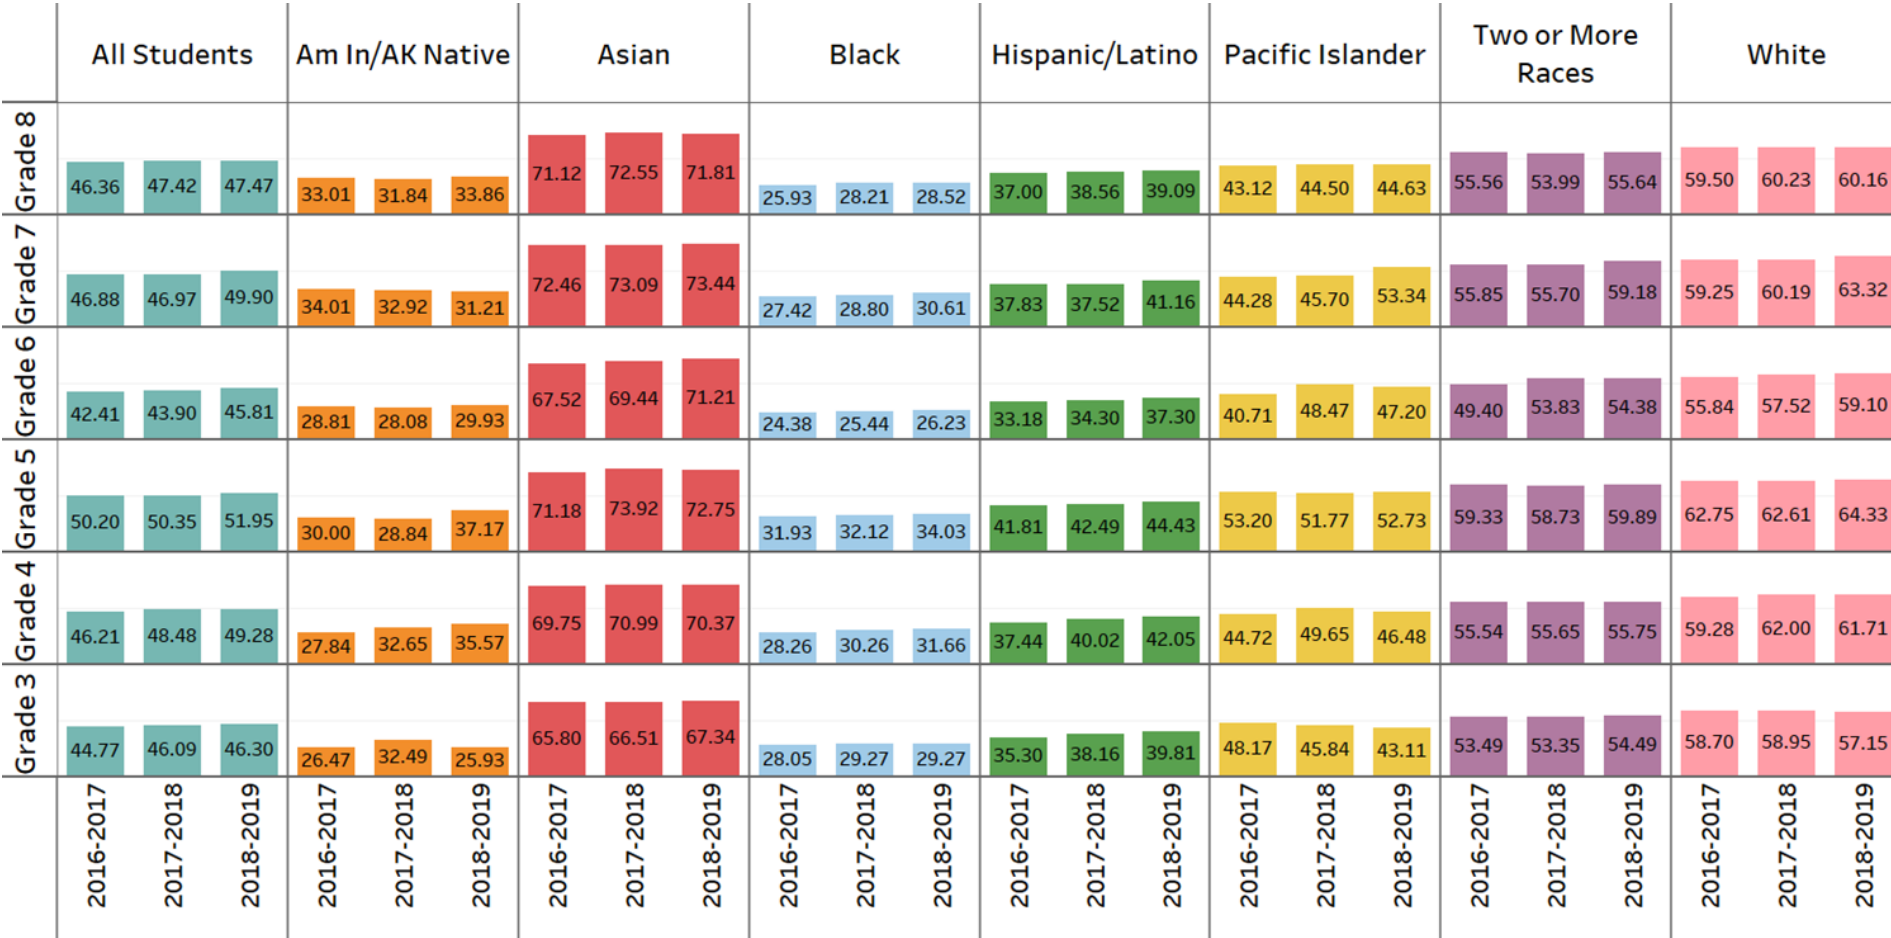 All Students Am In/AK Native Asian Black Hispanic/Latino Pacific Islander Two or More White
Races
Grade 8 46.36 47.42 47.47 33.01 31.84 33.86 71.12 72.55 71.81 25.93 28.21 28.52 37.00 38.56 39.09 43.12 44.50 44.63 55.56 53.99 55.64 59.50 60.23 60.16
Grade 7 46.88 46.97 49.90 34.01 32.92 31.21 72.46 73.09 73.44 27.42 28.80 30.61 37.83 37.52 41.16 44.28 45.70 53.34 55.85 55.70 59.18 59.25 60.19 63.32
Grade 6 42.41 43.90 45.81 28.81 28.08 29.93 67.52 69.44 71.21 24.38 25.44 26.23 33.18 34.30 37.30 40.71 48.47 47.20 49.40 53.83 54.38 55.84 57.52 59.10
Grade 5 50.20 50.35 51.95 30.00 28.84 37.17 71.18 73.92 72.75 31.93 32.12 34.03 41.81 42.49 44.43 53.20 51.77 52.73 59.33 58.73 59.89 62.75 62.61 64.33
Grade 4 46.21 48.48 49.28 27.84 32.65 35.57 69.75 70.99 70.37 28.26 30.26 31.66 37.44 40.02 42.05 44.72 49.65 46.48 55.54 55.65 55.75 59.28 62.00 61.71
Grade 3 44.77 46.09 46.30 26.47 32.49 25.93 65.80 66.51 67.34 28.05 29.27 29.27 35.30 38.16 39.81 48.17 45.84 43.11 53.49 53.35 54.49 58.70 58.95 57.15
2016-2017 2017-2018 2018-2019 2016-2017 2017-2018 2018-2019 2016-2017 2017-2018 2018-2019 2016-2017 2017-2018 2018-2019 2016-2017 2017-2018 2018-2019 2016-2017 2017-2018 2018-2019 2016-2017 2017-2018 2018-2019 2016-2017 2017-2018 2018-2019